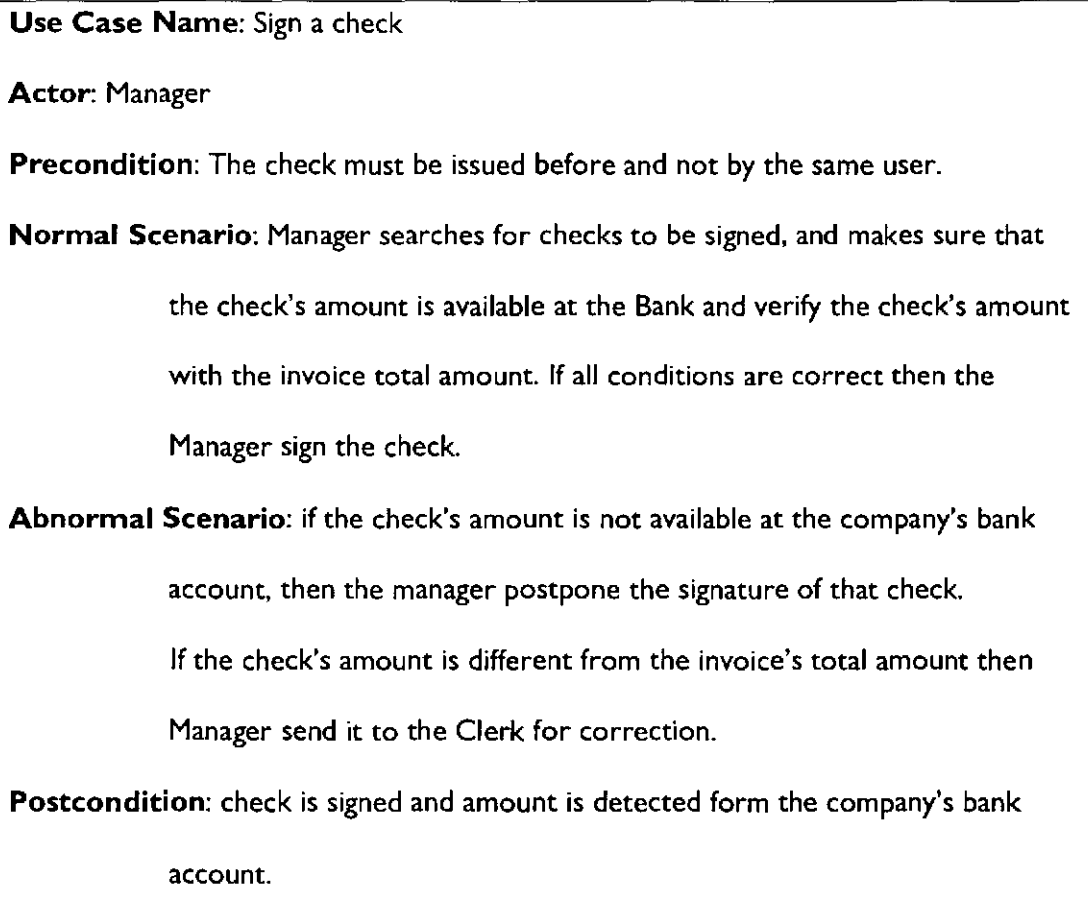 Use Case Name: Sign a check
Actor: Manager
Precondition: The check must be issued before and not by the same user.
Normal Scenario: Manager searches for checks to be signed, and makes sure that
the check's amount is available at the Bank and verify the check's amount
with the invoice total amount. If all conditions are correct then the
Manager sign the check.
Abnormal Scenario: if the check's amount is not available at the company's bank
account, then the manager postpone the signature of that check.
If the check's amount is different from the invoice's total amount then
Manager send it to the Clerk for correction.
Postcondition: check is signed and amount is detected form the company's bank
account.